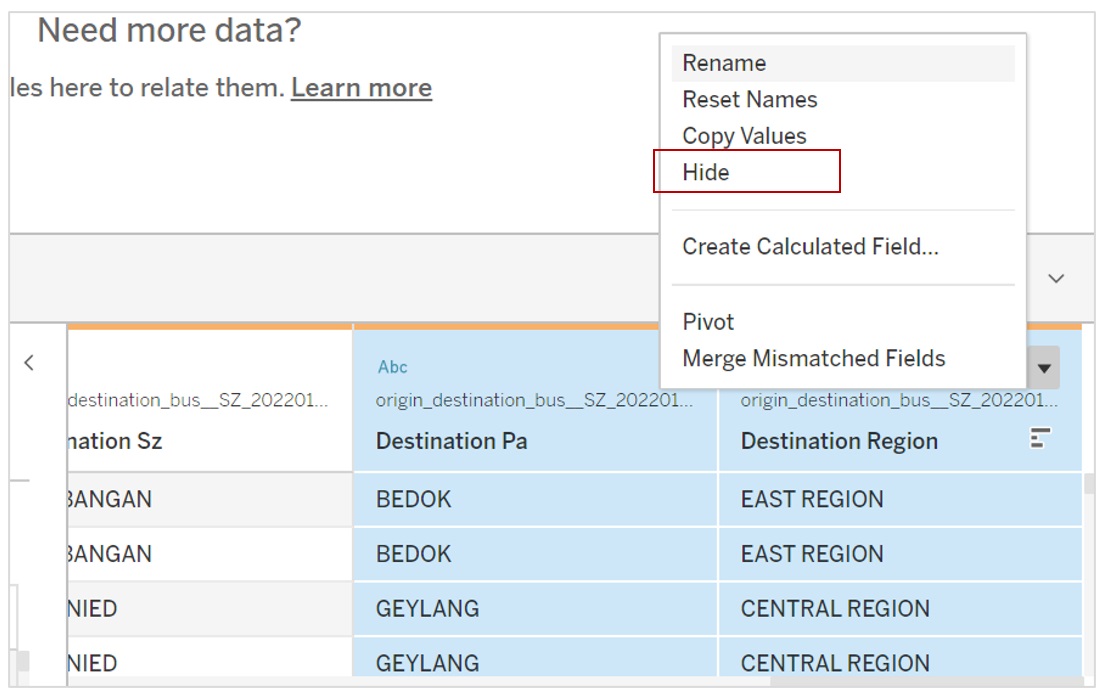 Need more data?
les here to relate them. Learn more
Rename
Reset Names
Copy Values
Hide
Create Calculated Field...
Pivot
Merge Mismatched Fields
Abc
destination_bus__SZ_202201... origin_destination_bus__SZ_202201... origin_destination_bus__SZ_202201...
nation Sz Destination Pa Destination Region
BANGAN BEDOK EAST REGION
BANGAN BEDOK EAST REGION
NIED GEYLANG CENTRAL REGION
NIED GEYLANG CENTRAL REGION